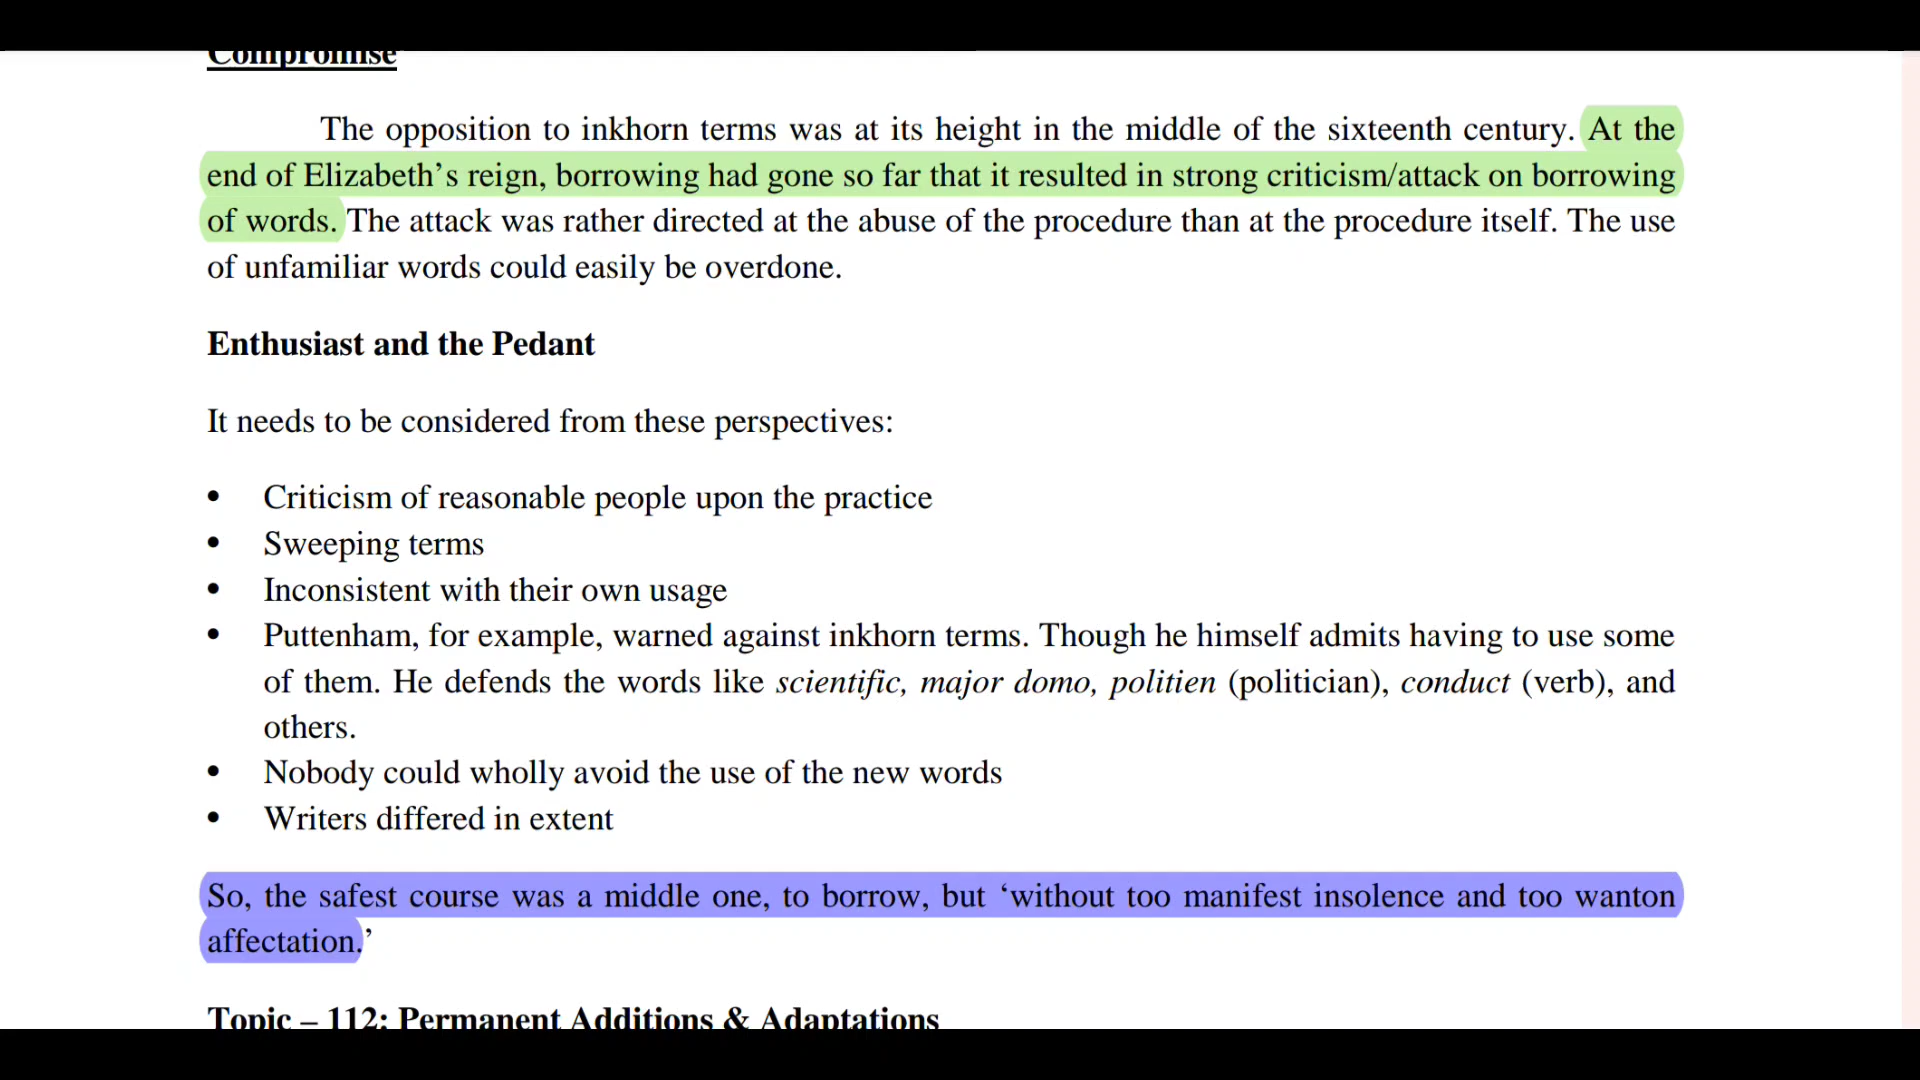 Compromise
The opposition to inkhorn terms was at its height in the middle of the sixteenth century. At the
end of Elizabeth’s reign, borrowing had gone so far that it resulted in strong criticism/attack on borrowing
of words. The attack was rather directed at the abuse of the procedure than at the procedure itself. The use
of unfamiliar words could easily be overdone.
Enthusiast and the Pedant
It needs to be considered from these perspectives:
• Criticism of reasonable people upon the practice
• Sweeping terms
• Inconsistent with their own usage
• Puttenham, for example, warned against inkhorn terms. Though he himself admits having to use some
of them. He defends the words like scientific, major domo, politien (politician), conduct (verb), and
others.
• Nobody could wholly avoid the use of the new words
• Writers differed in extent
So, the safest course was a middle one, to borrow, but ‘without too manifest insolence and too wanton
affectation.’
Topic – 112: Permanent Additions & Adaptations